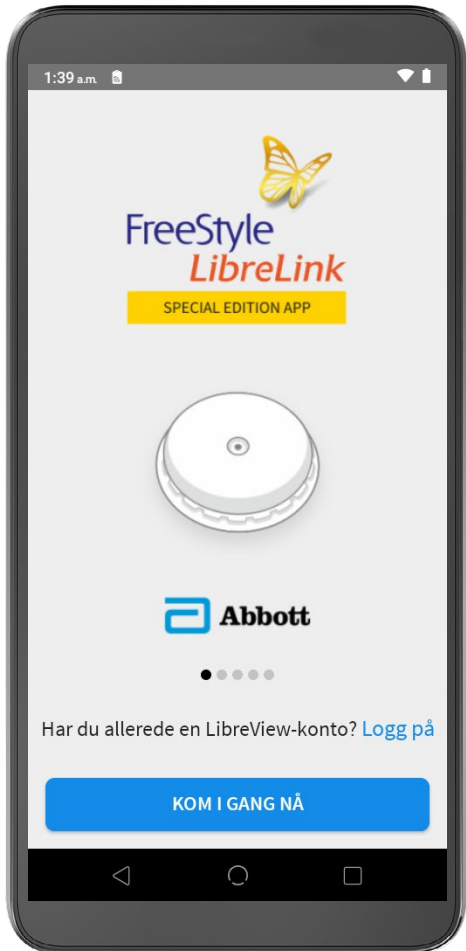 1:39 a.m.
FreeStyle
LibreLink
SPECIAL EDITION APP
Abbott
Har du allerede en LibreView-konto? Logg på
KOM I GANG NÅ